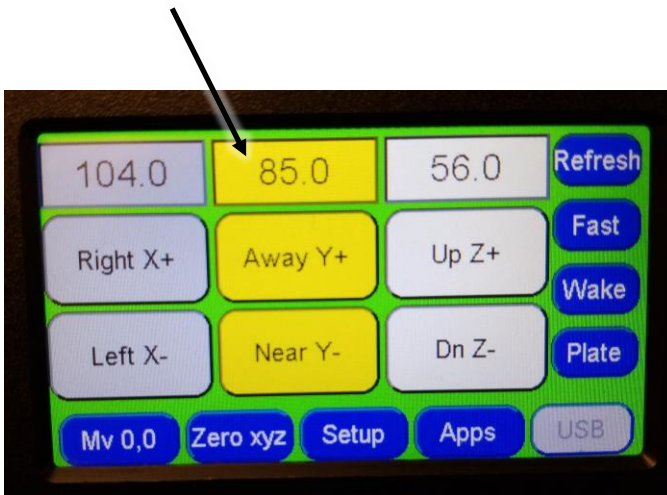 104.0 85.0 56.0 Refresh
Right X+ Away Y+ Up Z+ Fast
Wake
Left X- Near Y- Dn Z- Plate
Mv 0,0 Zero xyz Setup Apps USB